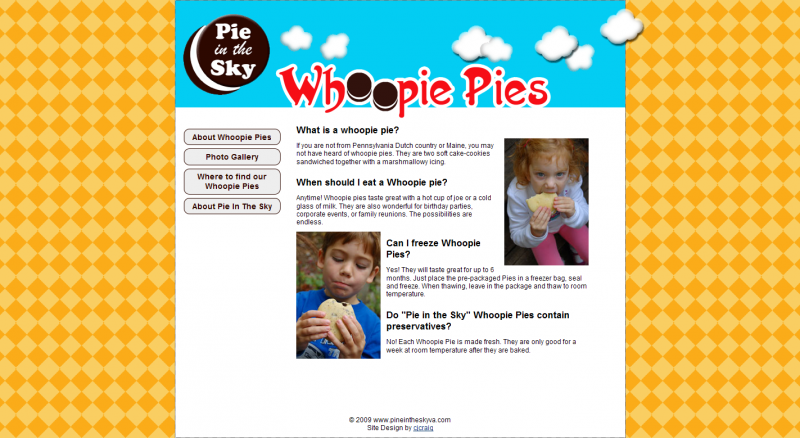 Pie
in the
Sky
Whoopie Pies
About Whoopie Pies
Photo Gallery
Where to find our
Whoopie Pies
About Pie In The Sky
What is a whoopie pie?
If you are not from Pennsylvania Dutch country or Maine, you may
not have heard of whoopie pies. They are two soft cake-cookies
sandwiched together with a marshmallowy icing.
When should I eat a Whoopie pie?
Anytime! Whoopie pies taste great with a hot cup of joe or a cold
glass of milk. They are also wonderful for birthday parties,
corporate events, or family reunions. The possibilities are
endless.
Can I freeze Whoopie
Pies?
Yes! They will taste great for up to 6
months. Just place the pre-packaged Pies in a freezer bag, seal
and freeze. When thawing, leave in the package and thaw to room
temperature.
Do "Pie in the Sky" Whoopie Pies contain
preservatives?
No! Each Whoopie Pie is made fresh. They are only good for a
week at room temperature after they are baked.
© 2009 www.pineintheskyva.com
Site Design by cjcraig